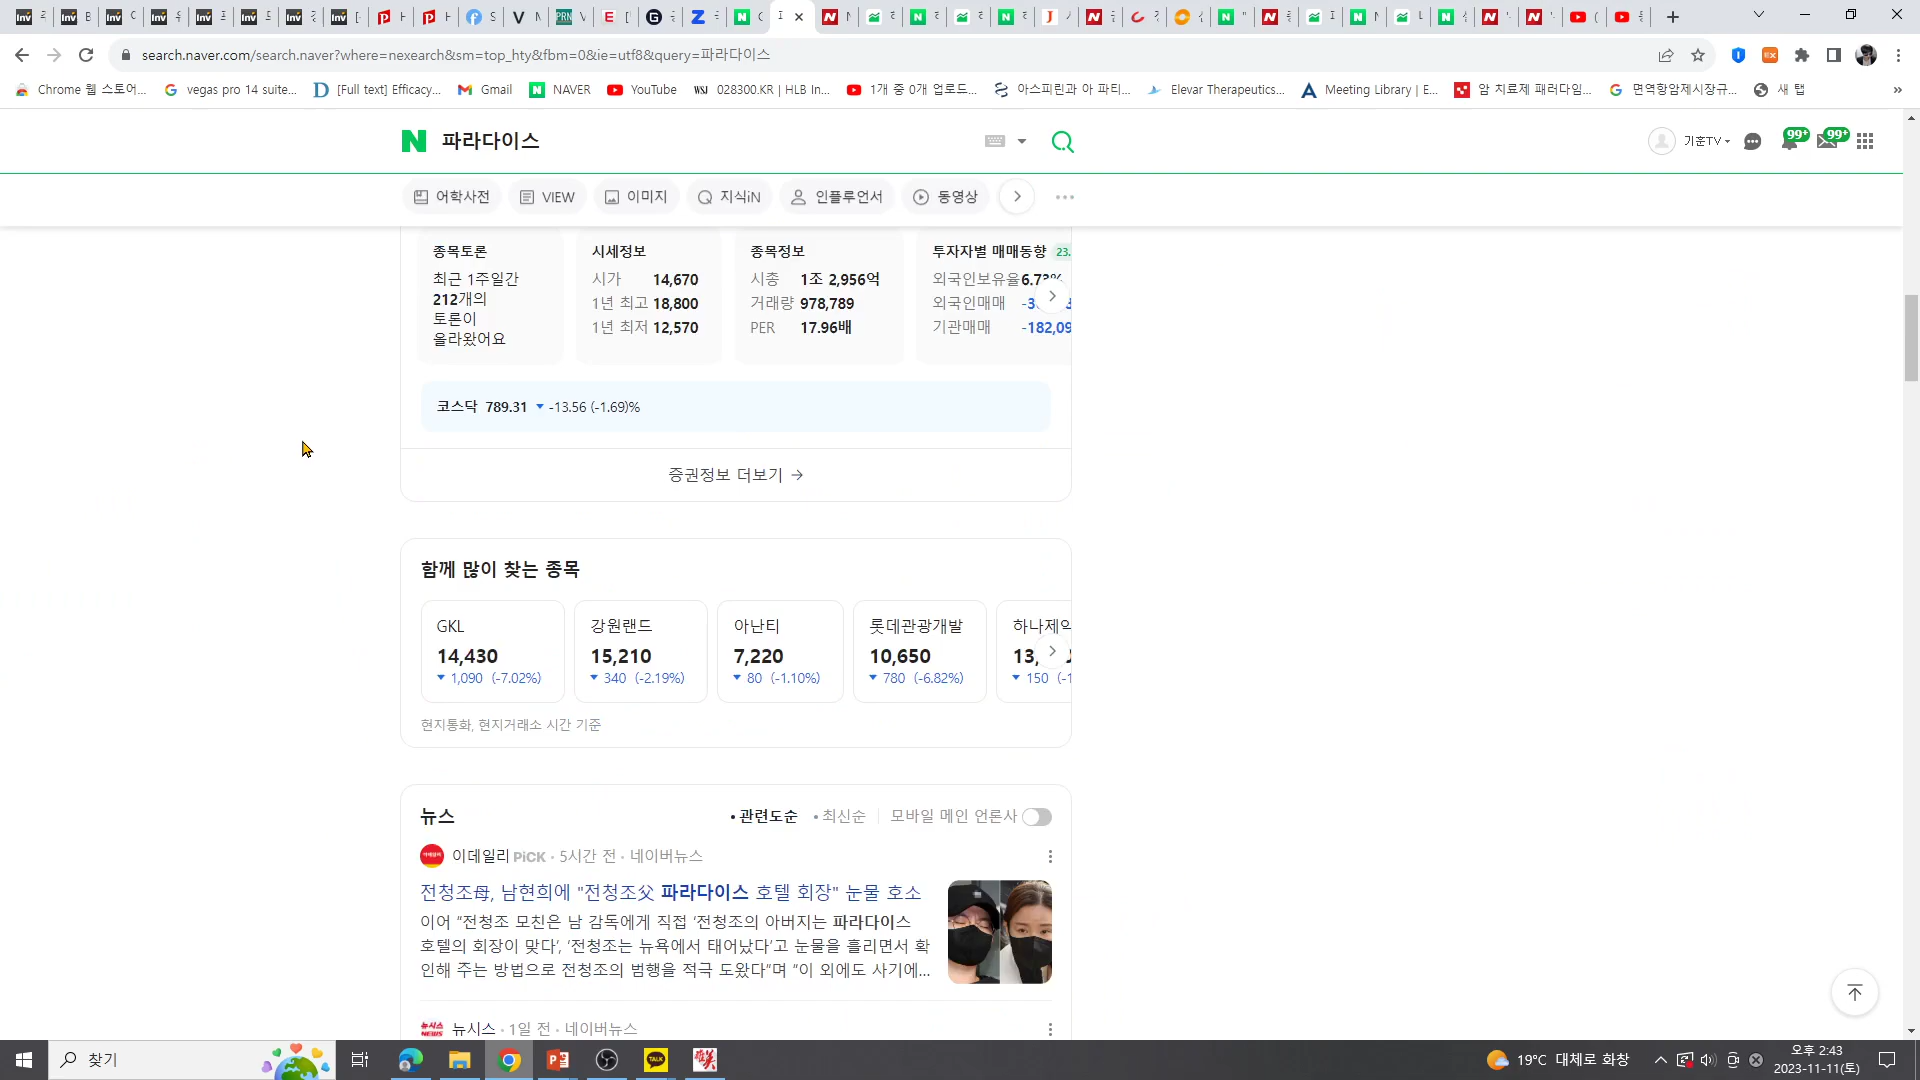 search.naver.com/search.naver?where=nexearch&sm=top_hty&fbm=0&ie=utf8&query=파라다이스
Chrome 웹 스토어...
vegas pro 14 suite...
[Full text] Efficacy...
Gmail
NAVER
YouTube
028300.KR | HLB In...
1개 중 0개 업로드...
아스피린과 아 파티...
Elevar Therapeutics...
Meeting Library | E...
암 치료제 패러다임...
면역항암제시장규...
새 탭
파라다이스
기훈TV
99+
99+
어학사전
VIEW
이미지
지식iN
인플루언서
동영상
종목토론
최근 1주일간
212개의
토론이
올라왔어요
시세정보
시가 14,670
1년 최고 18,800
1년 최저 12,570
종목정보
시총 1조 2,956억
거래량 978,789
PER 17.96배
투자자별 매매동향 23.
외국인보유율
외국인매매
기관매매 -182,09
코스닥 789.31 ▼ -13.56 (-1.69)%
증권정보 더보기 →
함께 많이 찾는 종목
GKL
14,430
▼ 1,090 (-7.02%)
강원랜드
15,210
▼ 340 (-2.19%)
아난티
7,220
▼ 80 (-1.10%)
롯데관광개발
10,650
▼ 780 (-6.82%)
하나제약
13,
▼ 150 (-1
현지통화, 현지거래소 시간 기준
뉴스
• 관련도순 • 최신순
모바일 메인 언론사
이데일리 PiCK · 5시간 전 · 네이버뉴스
전청조母, 남현희에 "전청조父 파라다이스 호텔 회장" 눈물 호소
이어 “전청조 모친은 남 감독에게 직접 ‘전청조의 아버지는 파라다이스
호텔의 회장이 맞다’, ‘전청조는 뉴욕에서 태어났다’고 눈물을 흘리면서 확
인해 주는 방법으로 전청조의 범행을 적극 도왔다”며 “이 외에도 사기에...
뉴시스 · 1일 전 · 네이버뉴스
찾기
19°C 대체로 화창
오후 2:43
2023-11-11(토)